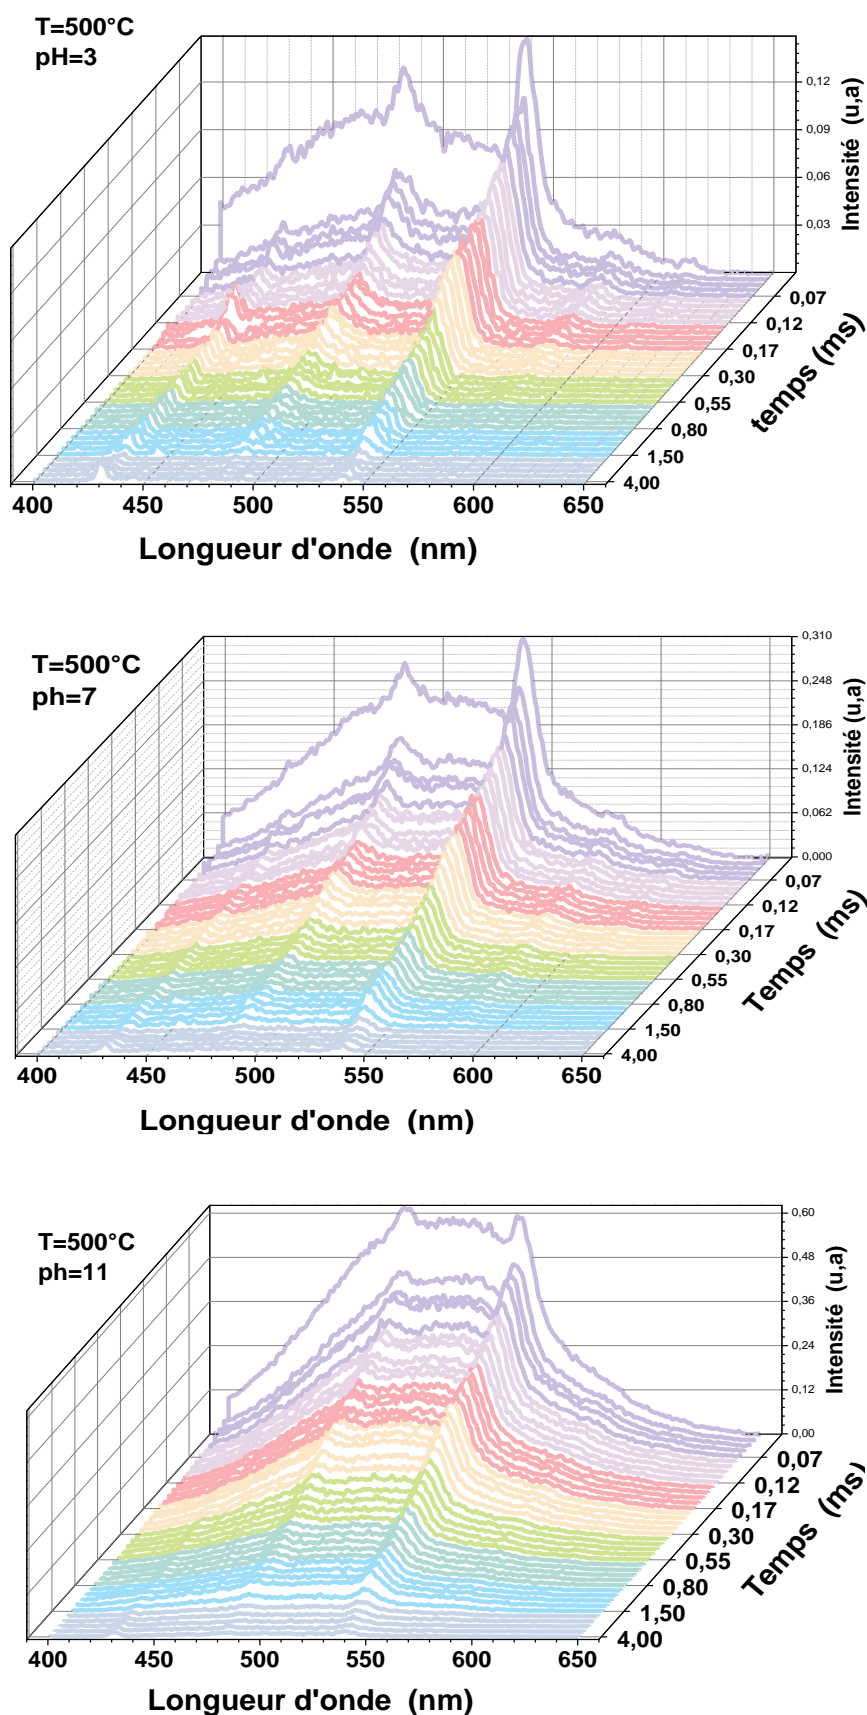 T=500°C
pH=3
0,12
0,09
0,06
0,03
Intensité (u,a)
0,07
0,12
0,17
0,30
0,55
0,80
1,50
4,00
temps (ms)
400 450 500 550 600 650
Longueur d'onde (nm)
T=500°C
ph=7
0,310
0,248
0,186
0,124
0,062
0,000
Intensité (u,a)
0,07
0,12
0,17
0,30
0,55
0,80
1,50
4,00
Temps (ms)
400 450 500 550 600 650
Longueur d'onde (nm)
T=500°C
ph=11
0,60
0,48
0,36
0,24
0,12
0,00
Intensité (u,a)
0,07
0,12
0,17
0,30
0,55
0,80
1,50
4,00
Temps (ms)
400 450 500 550 600 650
Longueur d'onde (nm)